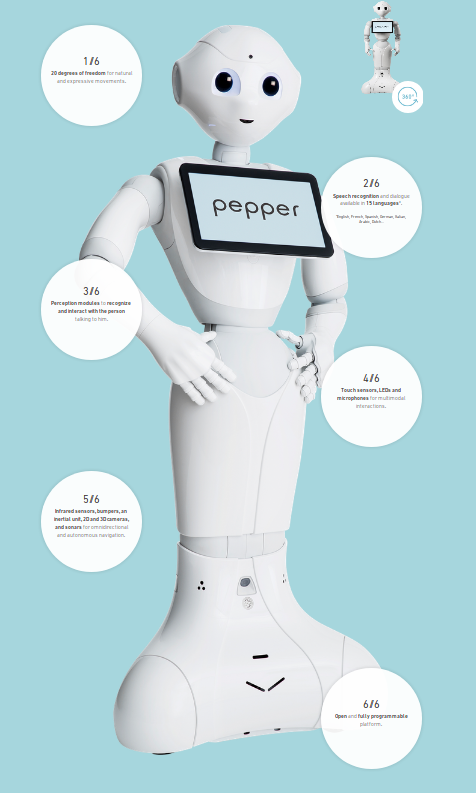 1/6
20 degrees of freedom for natural
and expressive movements.
2/6
Speech recognition and dialogue
available in 15 languages*.
*English, French, Spanish, German, Italian,
Arabic, Dutch...
pepper
3/6
Perception modules to recognize
and interact with the person
talking to him.
4/6
Touch sensors, LEDs and
microphones for multimodal
interactions.
5/6
Infrared sensors, bumpers, an
inertial unit, 2D and 3D cameras,
and sonars for omnidirectional
and autonomous navigation.
6/6
Open and fully programmable
platform.
360°